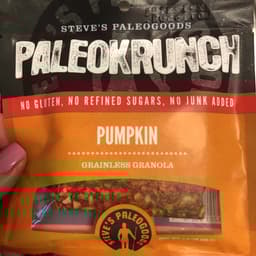 STEVE'S PALEOGOODS
PALEOKRUNCH
NO GLUTEN, NO REFINED SUGARS, NO JUNK ADDED
PUMPKIN
GRAINLESS GRANOLA
STEVE'S PALEOGOODS